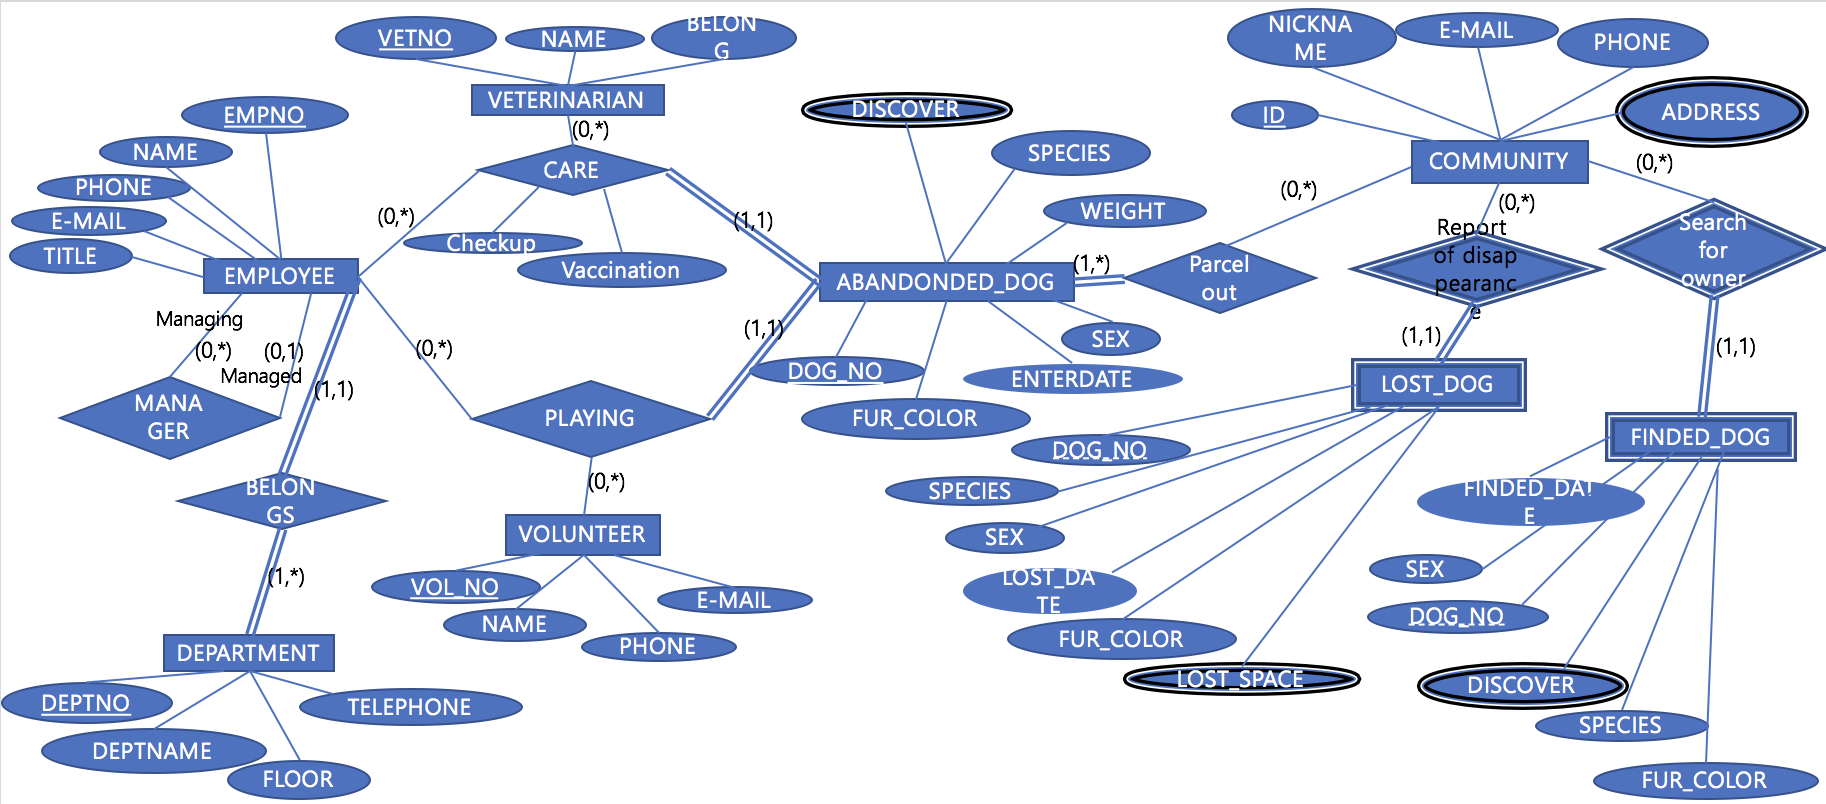 VETNO
NAME
BELON
G
NICKNA
ME
E-MAIL
PHONE
VETERINARIAN
DISCOVER
ID
ADDRESS
EMPNO
(0,*)
NAME
SPECIES
COMMUNITY
(0,*)
CARE
PHONE
(0,*)
(0,*)
E-MAIL
(0,*)
(1,1)
WEIGHT
Report
of disap
pearanc
e
Search
for
owner
Checkup
TITLE
Vaccination
EMPLOYEE
ABANDONDED_DOG
(1,*)
Parcel
out
Managing
(0,*)
(0,1)
Managed
(0,*)
(1,1)
SEX
(1,1)
(1,1)
(1,1)
DOG_NO
ENTERDATE
LOST_DOG
MANA
GER
PLAYING
FUR_COLOR
FINDED_DOG
DOG_NO
BELON
GS
(0,*)
SPECIES
FINDED_DAT
E
VOLUNTEER
SEX
(1,*)
VOL_NO
E-MAIL
LOST_DA
TE
SEX
NAME
DOG_NO
PHONE
FUR_COLOR
DEPARTMENT
LOST_SPACE
DISCOVER
DEPTNO
TELEPHONE
SPECIES
DEPTNAME
FLOOR
FUR_COLOR